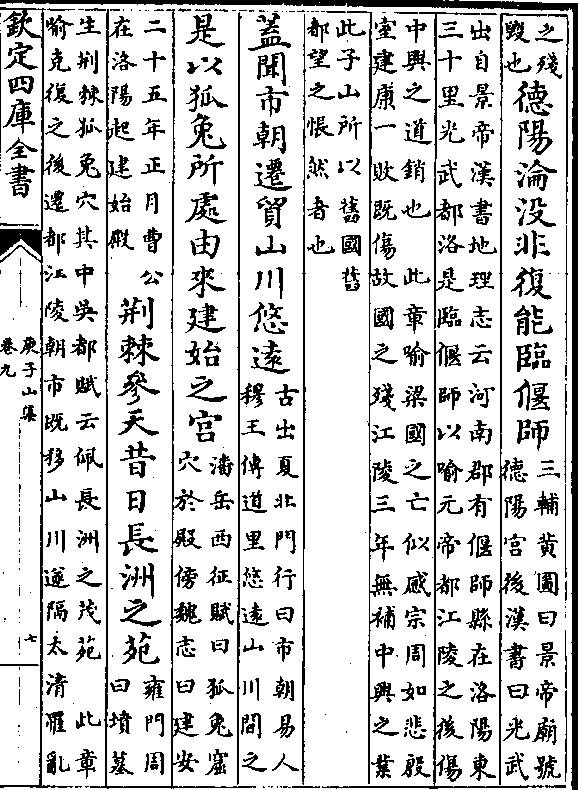 之殘
毀也
德陽淪没非復能臨偃師
三輔黃圖曰景帝廟號
德陽宫後漢書曰光武
出自景帝漢書地理志云河南郡有偃師縣在洛陽東
三十里光武都洛是臨偃師以喻元帝都江陵之後傷
中興之道銷也 此章喻梁國之亡似感宗周如悲殷
室建康一敗既傷故國之殘江陵三年無補中興之業
此子山所以舊國舊
都望之悵然者也
蓋聞市朝遷貿山川悠遠
古出夏北門行曰市朝易人
穆王傳道里悠遠山川間之
是以狐兔所處由來建始之宫
潘岳西征賦曰狐兔窟
穴於殿傍魏志曰建安
二十五年正月曹公
在洛陽起建始殿
荆棘參天昔日長洲之苑
雍門周
曰墳墓
生荆棘狐兔穴其中吳都賦云佩長洲之茂苑 此章
喻克復之後遷都江陵朝市既移山川遂隔太清罹亂
欽定四庫全書
庾子山集
卷九
七